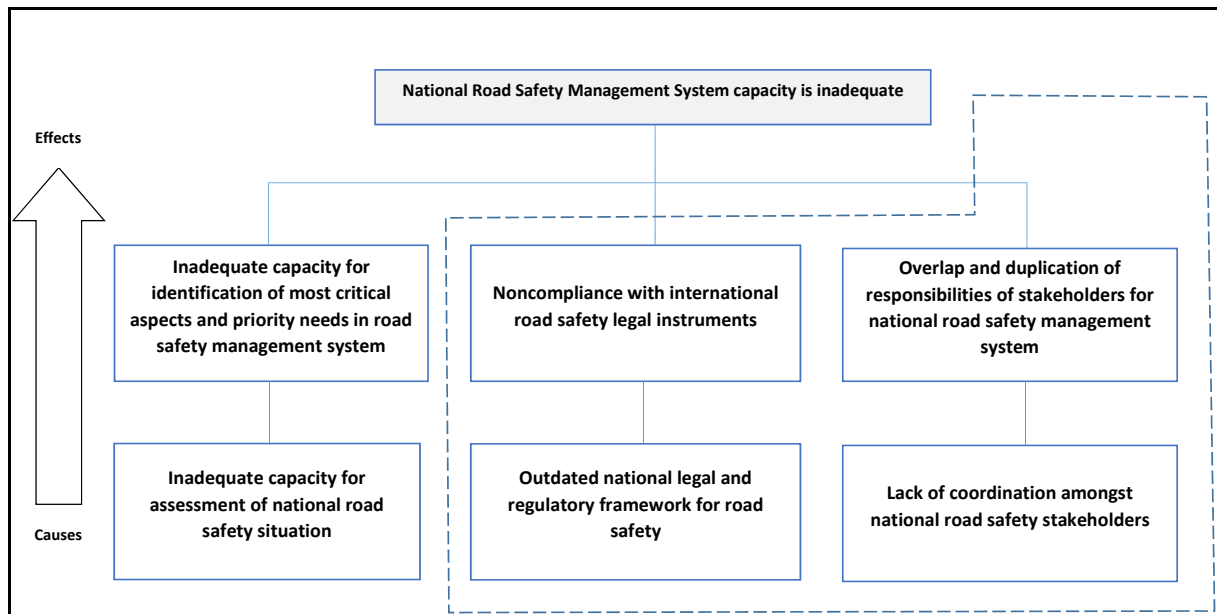 National Road Safety Management System capacity is inadequate
Effects
Inadequate capacity for
identification of most critical
aspects and priority needs in road
safety management system
Noncompliance with international
road safety legal instruments
Overlap and duplication of
responsibilities of stakeholders for
national road safety management
system
Inadequate capacity for
assessment of national road
safety situation
Outdated national legal and
regulatory framework for road
safety
Lack of coordination amongst
national road safety stakeholders
Causes